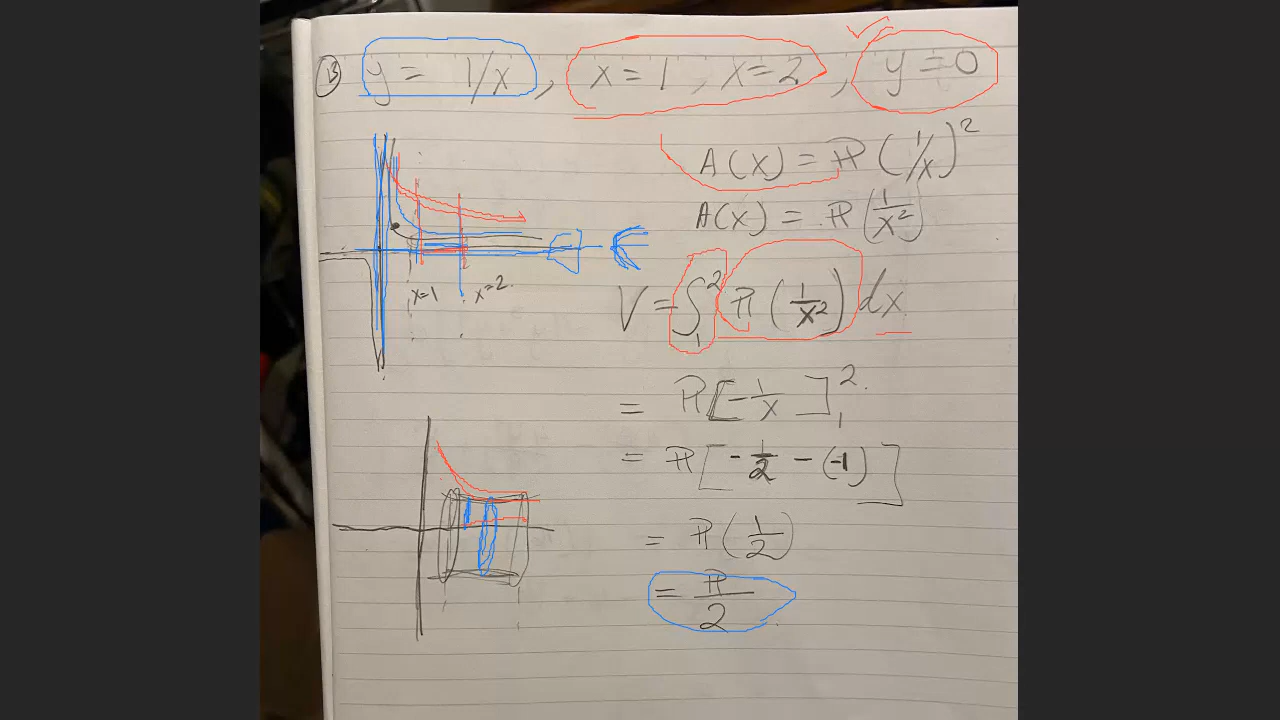 13 y = 1/x , x = 1 , x = 2 , y = 0
A(x) = π (1/x)²
A(x) = π (1/x²)
x=1 x=2.
V = ∫₁² π (1/x²) dx
= π [-1/x]₁²
= π [-1/2 - (-1)]
= π (1/2)
= π/2